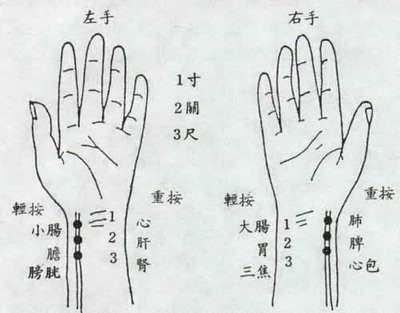 左手
右手
1寸
2關
3尺
輕按
重按
小腸
1
心
膽
2
肝
膀胱
3
腎
輕按
重按
大腸
1
肺
胃
2
脾
三焦
3
心包